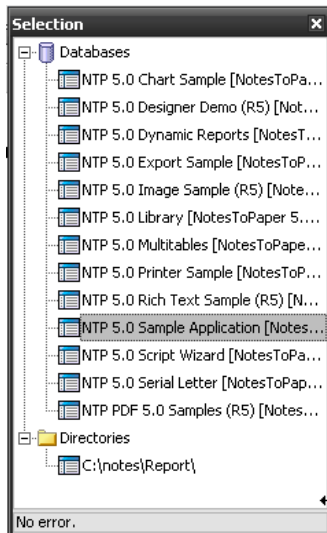 Selection
Databases
NTP 5.0 Chart Sample [NotesToPa...
NTP 5.0 Designer Demo (R5) [Not...
NTP 5.0 Dynamic Reports [NotesT...
NTP 5.0 Export Sample [NotesToP...
NTP 5.0 Image Sample (R5) [Note...
NTP 5.0 Library [NotesToPaper 5....
NTP 5.0 Multitables [NotesToPape...
NTP 5.0 Printer Sample [NotesToP...
NTP 5.0 Rich Text Sample (R5) [N...
NTP 5.0 Sample Application [Notes...
NTP 5.0 Script Wizard [NotesToPa...
NTP 5.0 Serial Letter [NotesToPap...
NTP PDF 5.0 Samples (R5) [Notes...
Directories
C:\notes\Report\
No error.